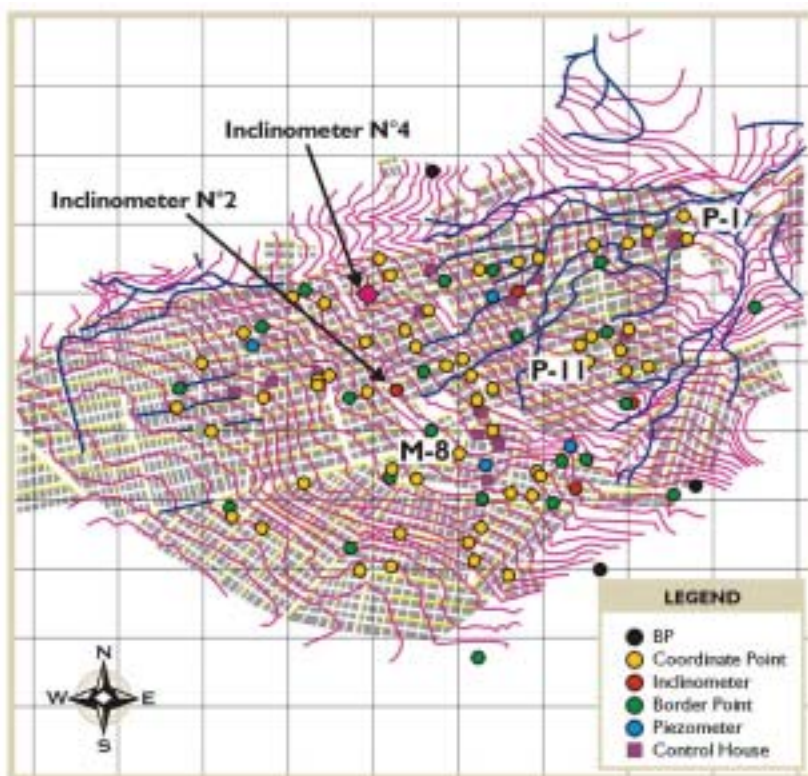 Inclinometer N°4
Inclinometer N°2
P-1
P-11
M-8
N
W E
S
LEGEND
BP
Coordinate Point
Inclinometer
Border Point
Piezometer
Control House